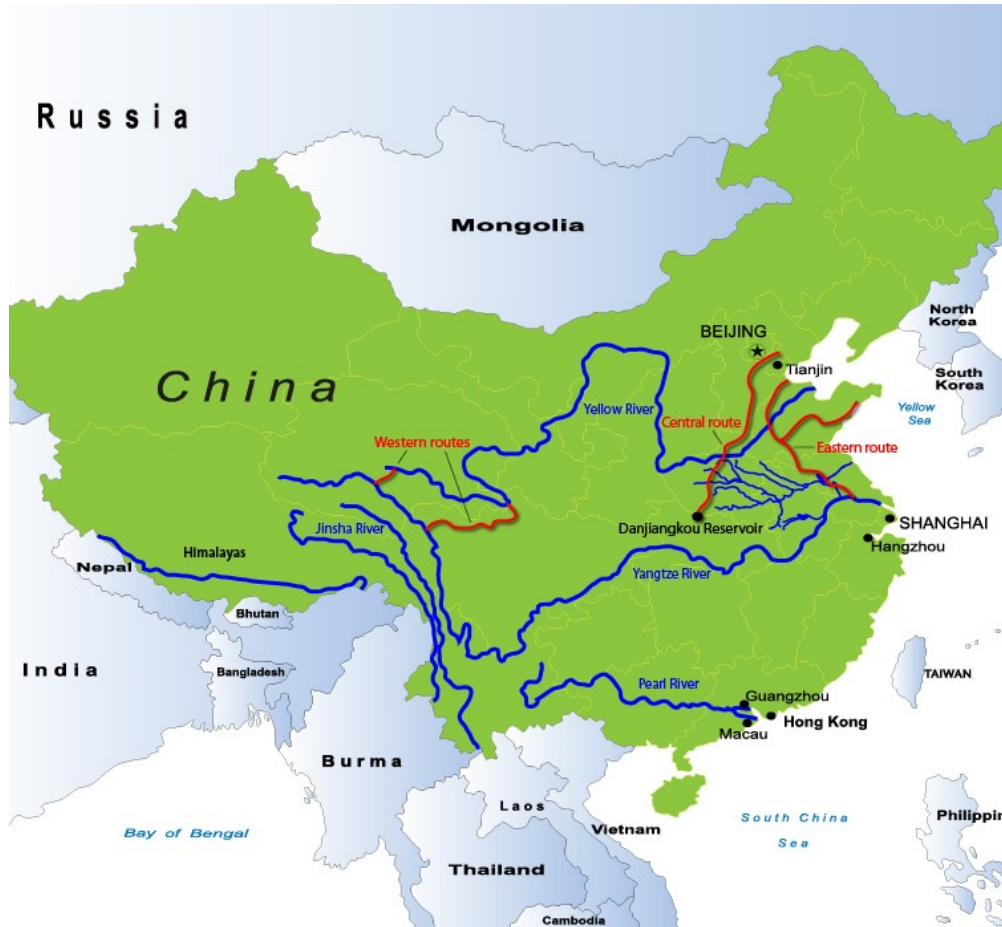 Russia
Mongolia
North
Korea
BEIJING
Tianjin
South
Korea
China
Yellow River
Yellow
Sea
Central route
Western routes
Eastern route
Jinsha River
Danjiangkou Reservoir
SHANGHAI
Hangzhou
Himalayas
Nepal
Yangtze River
Bhutan
India
Bangladesh
TAIWAN
Pearl River
Guangzhou
Hong Kong
Macau
Burma
Laos
Vietnam
South China
Sea
Philippin
Bay of Bengal
Thailand
Cambodia